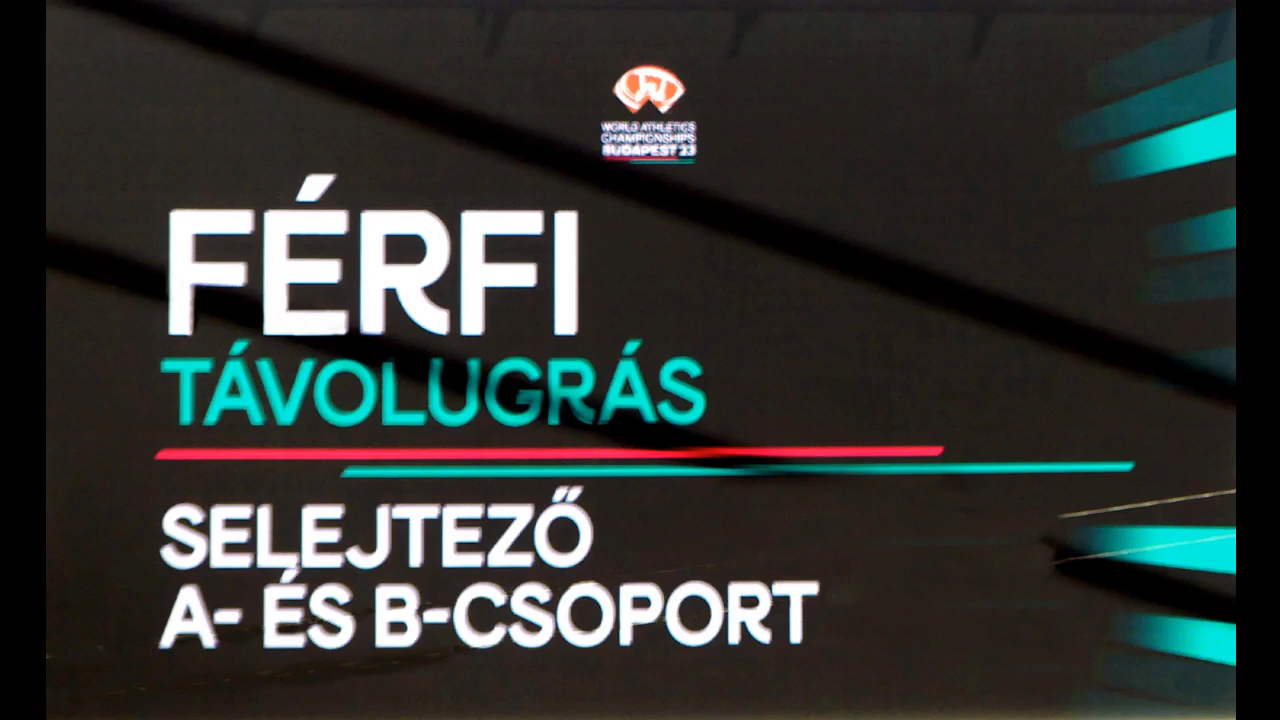 WORLD ATHLETICS
CHAMPIONSHIPS
BUDAPEST 23
FÉRFI
TÁVOLUGRÁS
SELEJTEZŐ
A- ÉS B-CSOPORT